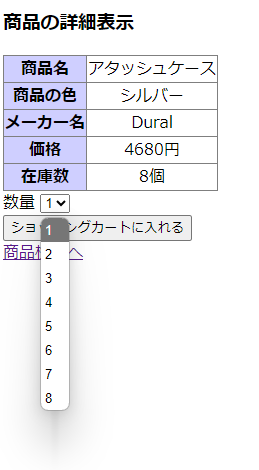 商品の詳細表示
商品名 アタッシュケース
商品の色 シルバー
メーカー名 Dural
価格 4680円
在庫数 8個
数量 1
ショ ングカートに入れる
商品 へ
1
2
3
4
5
6
7
8